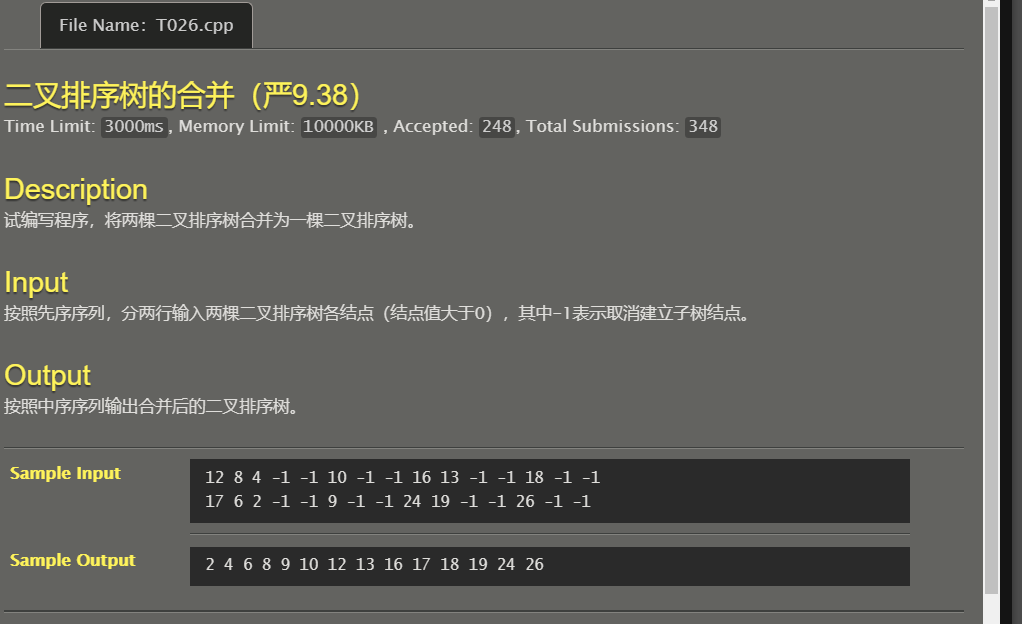 File Name：T026.cpp
二叉排序树的合并（严9.38）
Time Limit: 3000ms, Memory Limit: 10000KB , Accepted: 248, Total Submissions: 348
Description
试编写程序，将两棵二叉排序树合并为一棵二叉排序树。
Input
按照先序序列，分两行输入两棵二叉排序树各结点（结点值大于0），其中-1表示取消建立子树结点。
Output
按照中序序列输出合并后的二叉排序树。
Sample Input
12 8 4 -1 -1 10 -1 -1 16 13 -1 -1 18 -1 -1
17 6 2 -1 -1 9 -1 -1 24 19 -1 -1 26 -1 -1
Sample Output
2 4 6 8 9 10 12 13 16 17 18 19 24 26